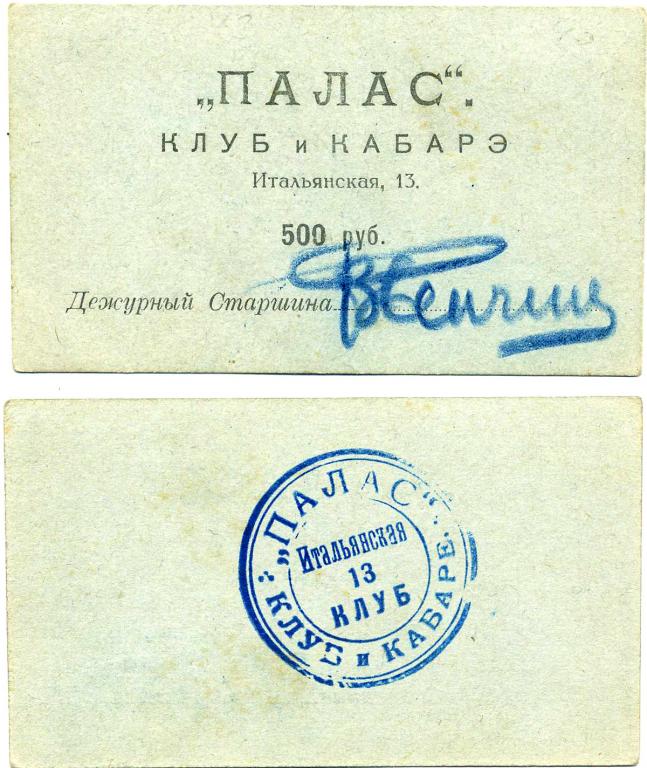 „ПАЛАС“.
КЛУБ и КАБАРЭ
Итальянская, 13.
500 руб.
Дежурный Старшина
„ПАЛАС“.
Итальянская
13
КЛУБ
КЛУБ и КАБАРЕ.